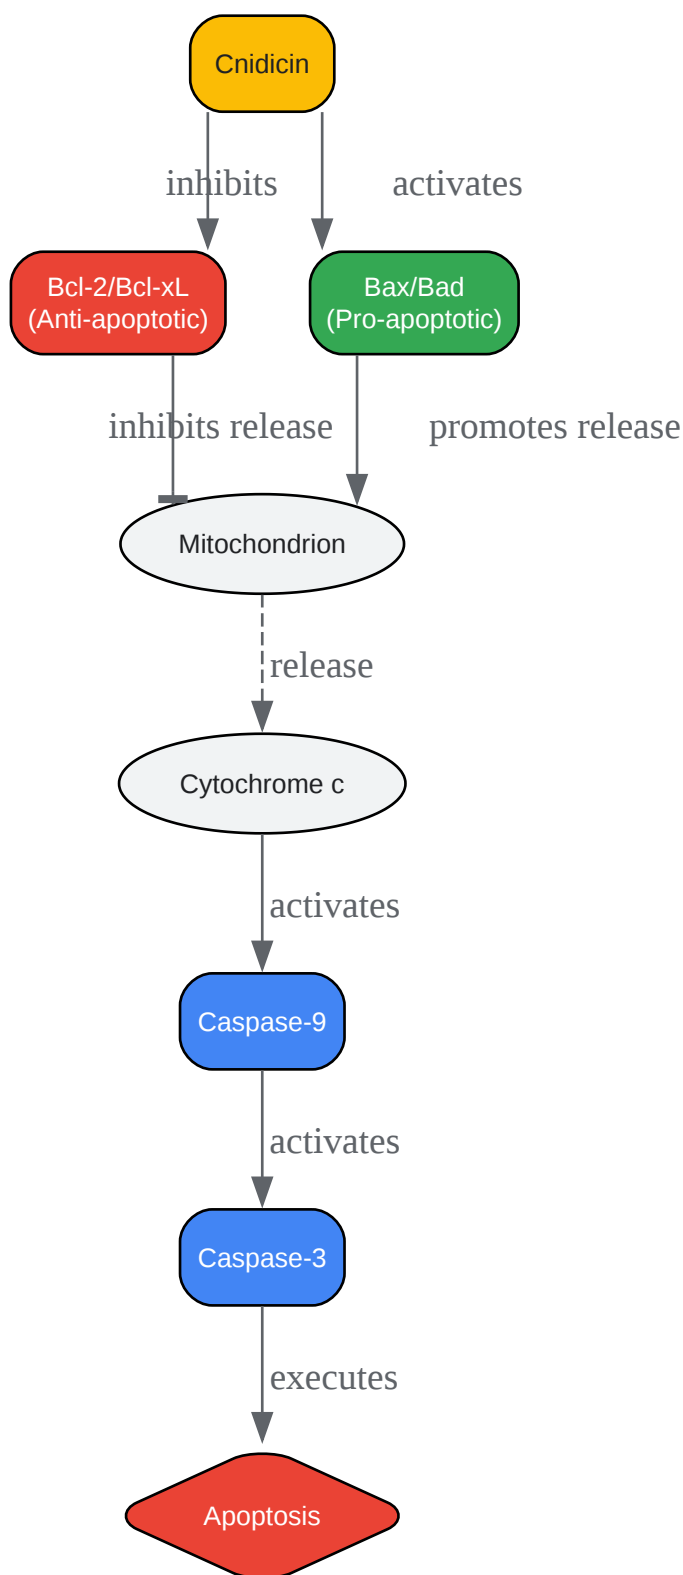 Cnidicin
inhibits
activates
Bcl-2/Bcl-xL
(Anti-apoptotic)
Bax/Bad
(Pro-apoptotic)
inhibits release
promotes release
Mitochondrion
release
Cytochrome c
activates
Caspase-9
activates
Caspase-3
executes
Apoptosis